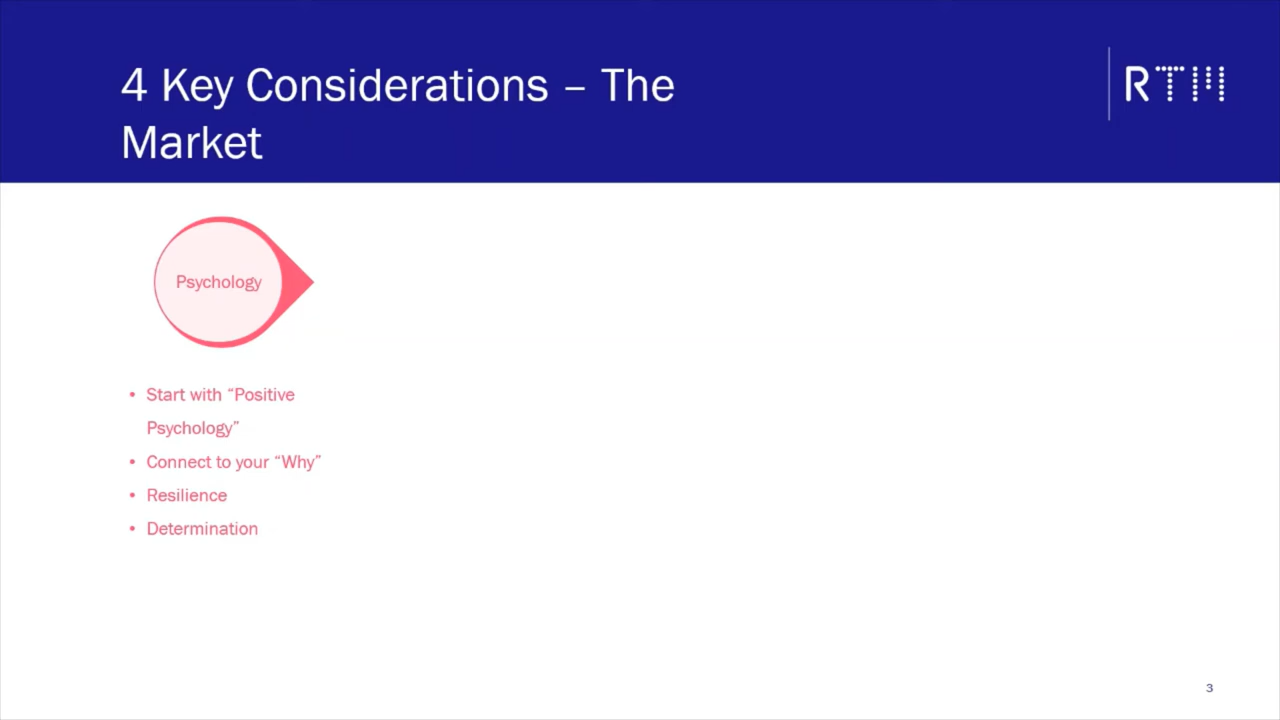 4 Key Considerations – The
Market
RTM
Psychology
• Start with “Positive
Psychology”
• Connect to your “Why”
• Resilience
• Determination
3